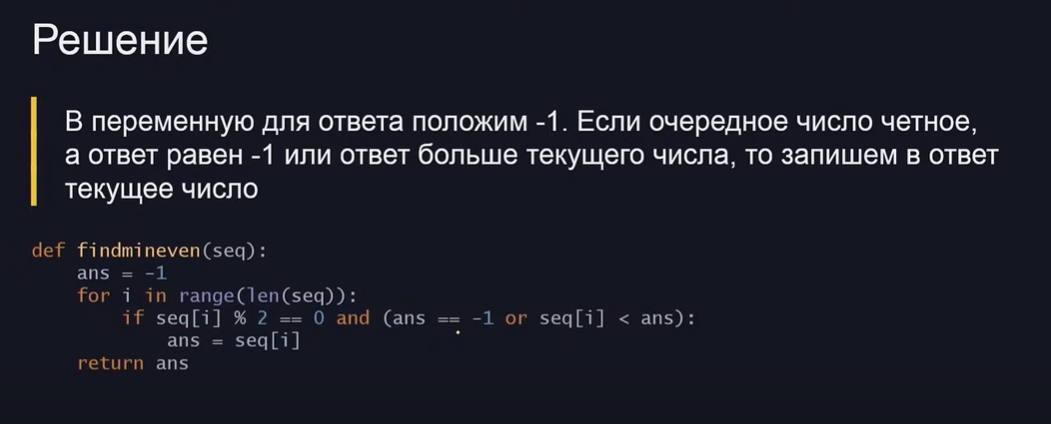 Решение
В переменную для ответа положим -1. Если очередное число четное,
а ответ равен -1 или ответ больше текущего числа, то запишем в ответ
текущее число
def findmineven(seq):
    ans = -1
    for i in range(len(seq)):
        if seq[i] % 2 == 0 and (ans == -1 or seq[i] < ans):
            ans = seq[i]
    return ans